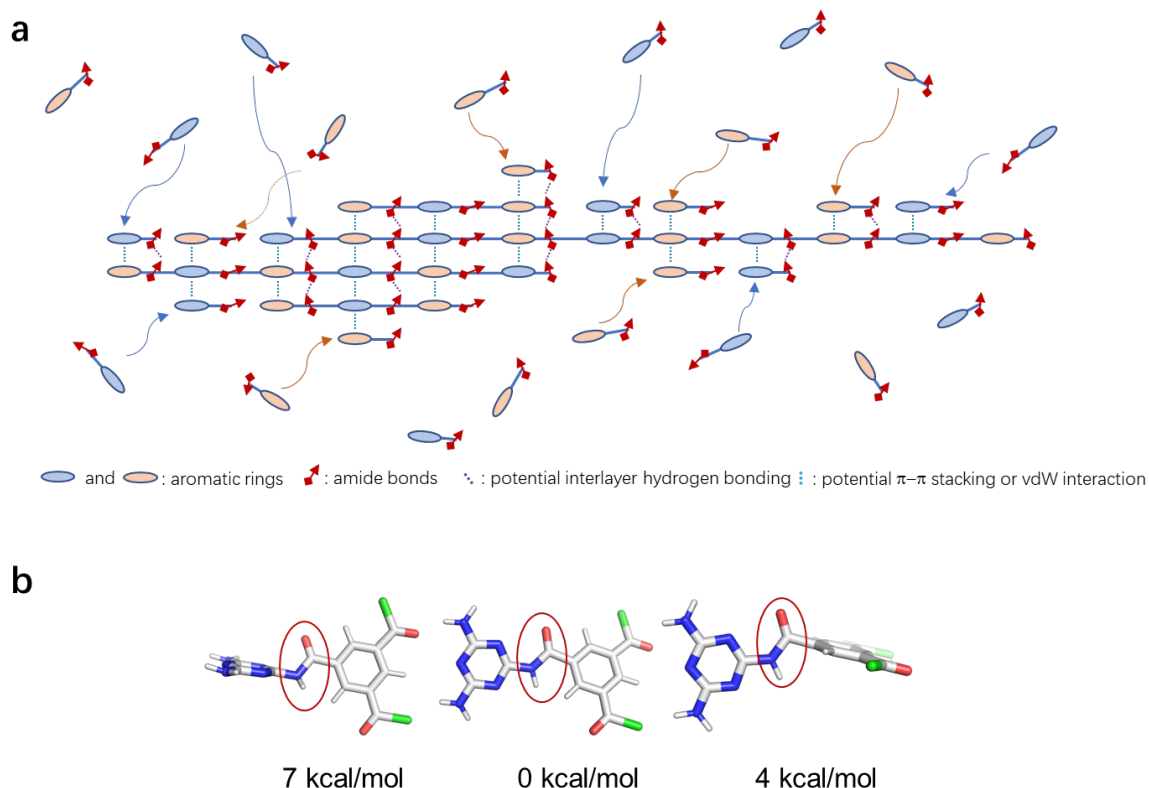 a
and : aromatic rings : amide bonds : potential interlayer hydrogen bonding : potential π–π stacking or vdW interaction
b
7 kcal/mol 0 kcal/mol 4 kcal/mol